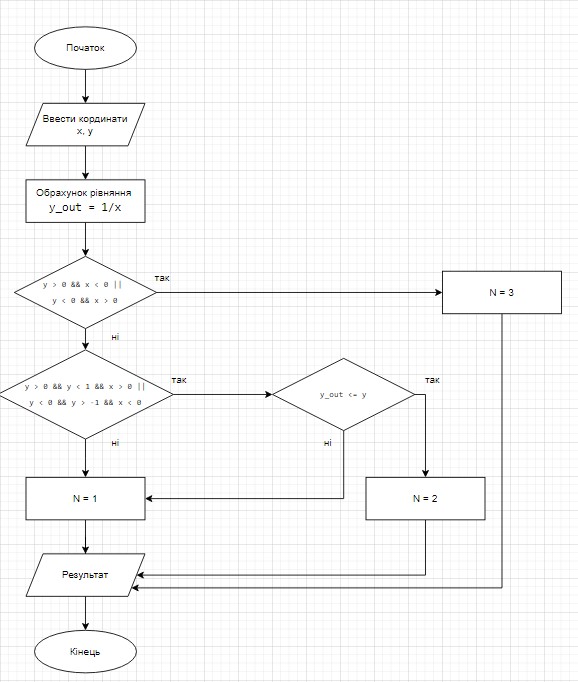 Початок
Ввести кординати
x, y
Обрахунок рівняння
y_out = 1/x
y > 0 && x < 0 ||
y < 0 && x > 0
так
N = 3
ні
y > 0 && y < 1 && x > 0 ||
y < 0 && y > -1 && x < 0
так
y_out <= y
так
ні
ні
N = 1
N = 2
Результат
Кінець